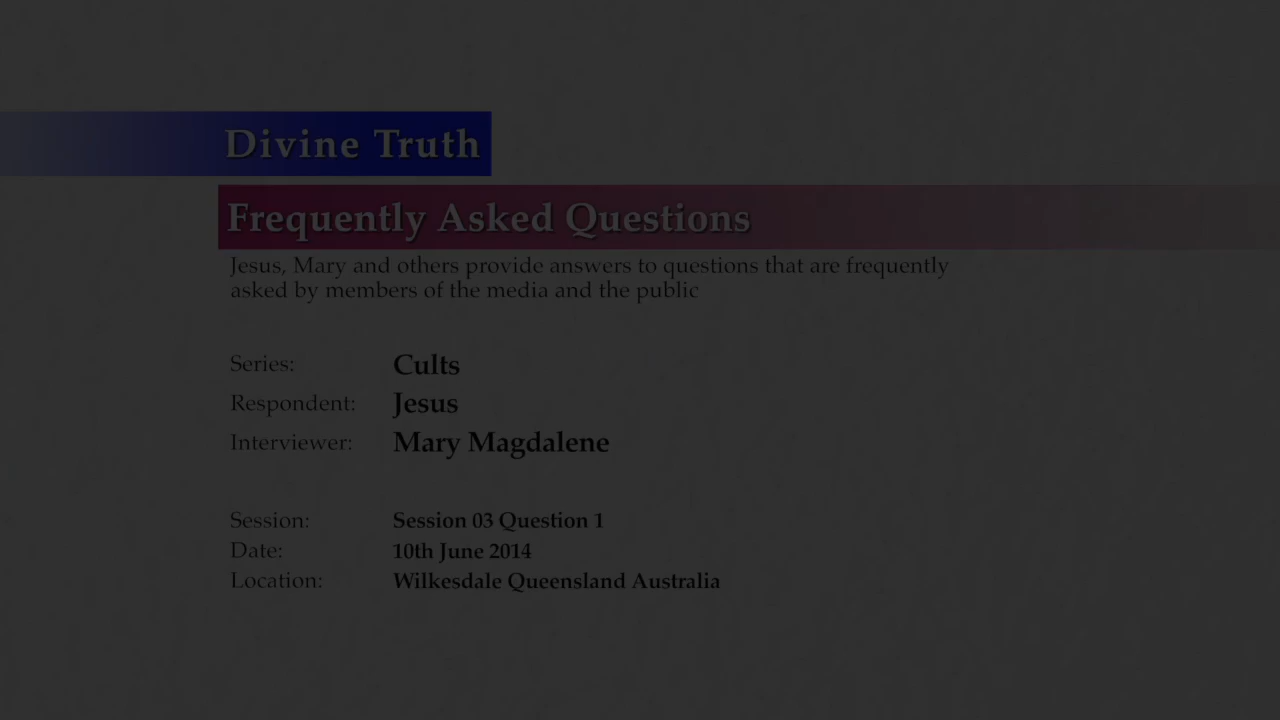 Divine Truth
Frequently Asked Questions
Jesus, Mary and others provide answers to questions that are frequently
asked by members of the media and the public
Series: Cults
Respondent: Jesus
Interviewer: Mary Magdalene
Session: Session 03 Question 1
Date: 10th June 2014
Location: Wilkesdale Queensland Australia